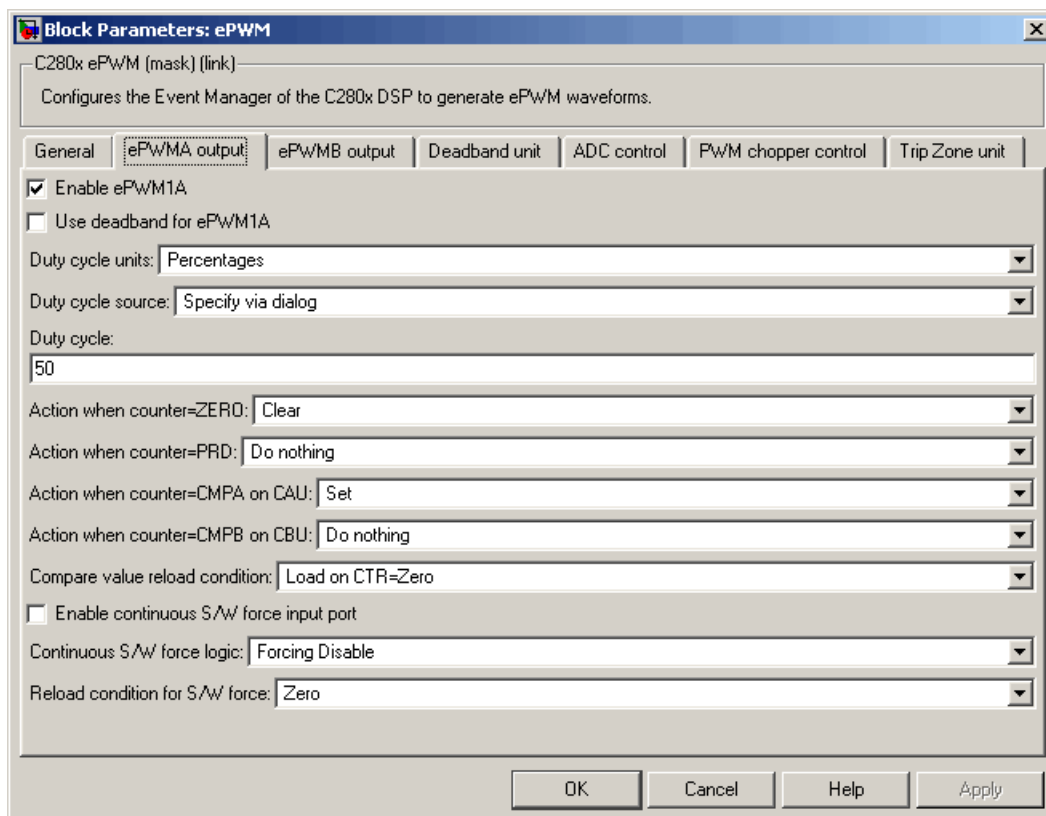 Block Parameters: ePWM
C280x ePWM (mask) (link)
Configures the Event Manager of the C280x DSP to generate ePWM waveforms.
General ePWMA output ePWMB output Deadband unit ADC control PWM chopper control Trip Zone unit
Enable ePWM1A
Use deadband for ePWM1A
Duty cycle units: Percentages
Duty cycle source: Specify via dialog
Duty cycle:
50
Action when counter=ZERO: Clear
Action when counter=PRD: Do nothing
Action when counter=CMPA on CAU: Set
Action when counter=CMPB on CBU: Do nothing
Compare value reload condition: Load on CTR=Zero
Enable continuous S/W force input port
Continuous S/W force logic: Forcing Disable
Reload condition for S/W force: Zero
OK Cancel Help Apply